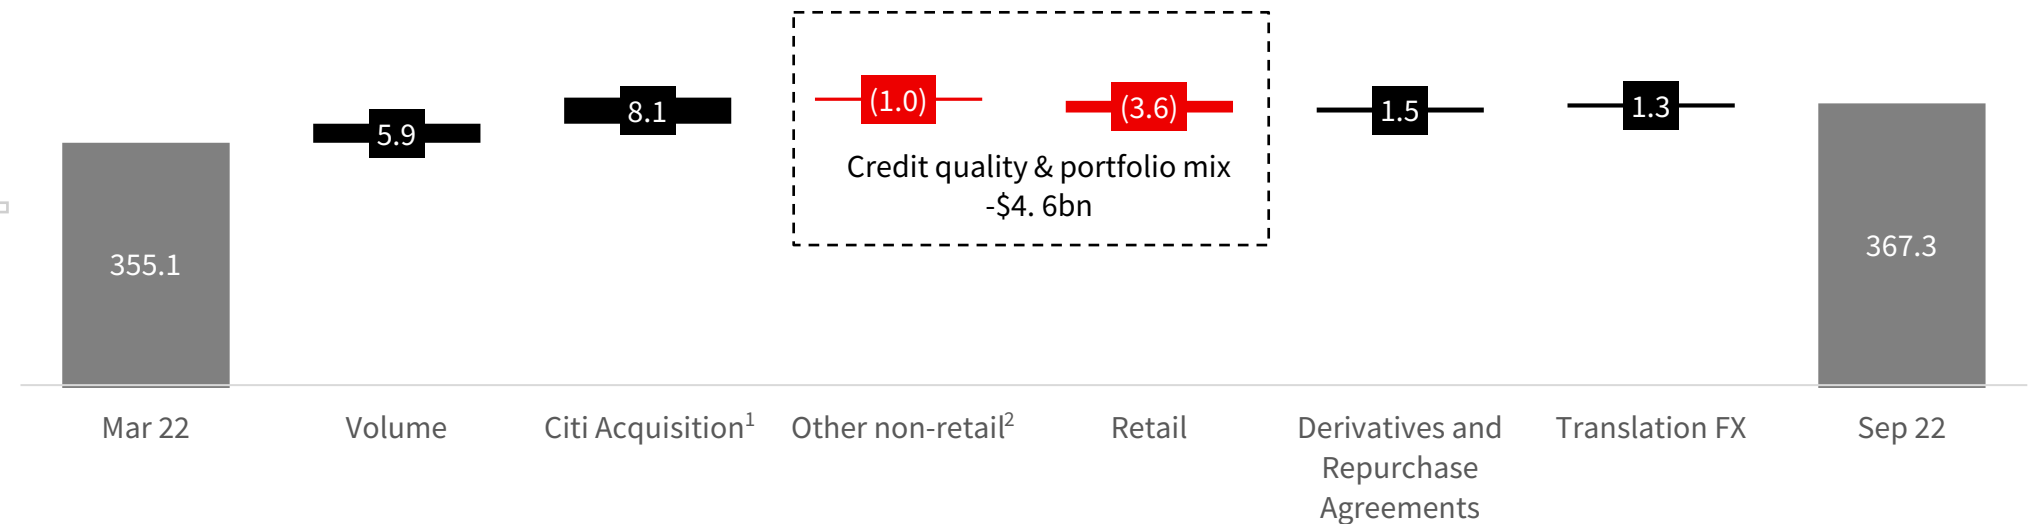 5.9
8.1
(1.0)
(3.6)
1.5
1.3
Credit quality & portfolio mix
-$4. 6bn
355.1
367.3
Mar 22
Volume
Citi Acquisition1
Other non-retail2
Retail
Derivatives and
Repurchase
Agreements
Translation FX
Sep 22